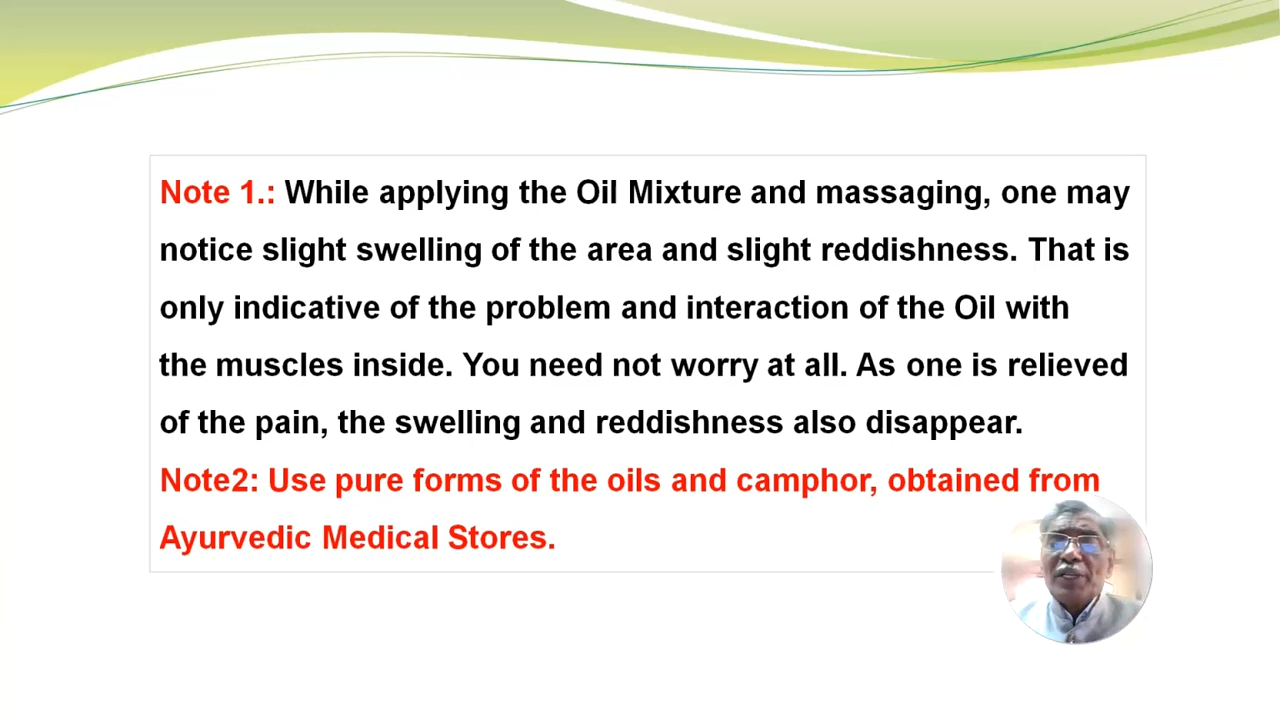 Note 1.: While applying the Oil Mixture and massaging, one may
notice slight swelling of the area and slight reddishness. That is
only indicative of the problem and interaction of the Oil with
the muscles inside. You need not worry at all. As one is relieved
of the pain, the swelling and reddishness also disappear.
Note2: Use pure forms of the oils and camphor, obtained from
Ayurvedic Medical Stores.